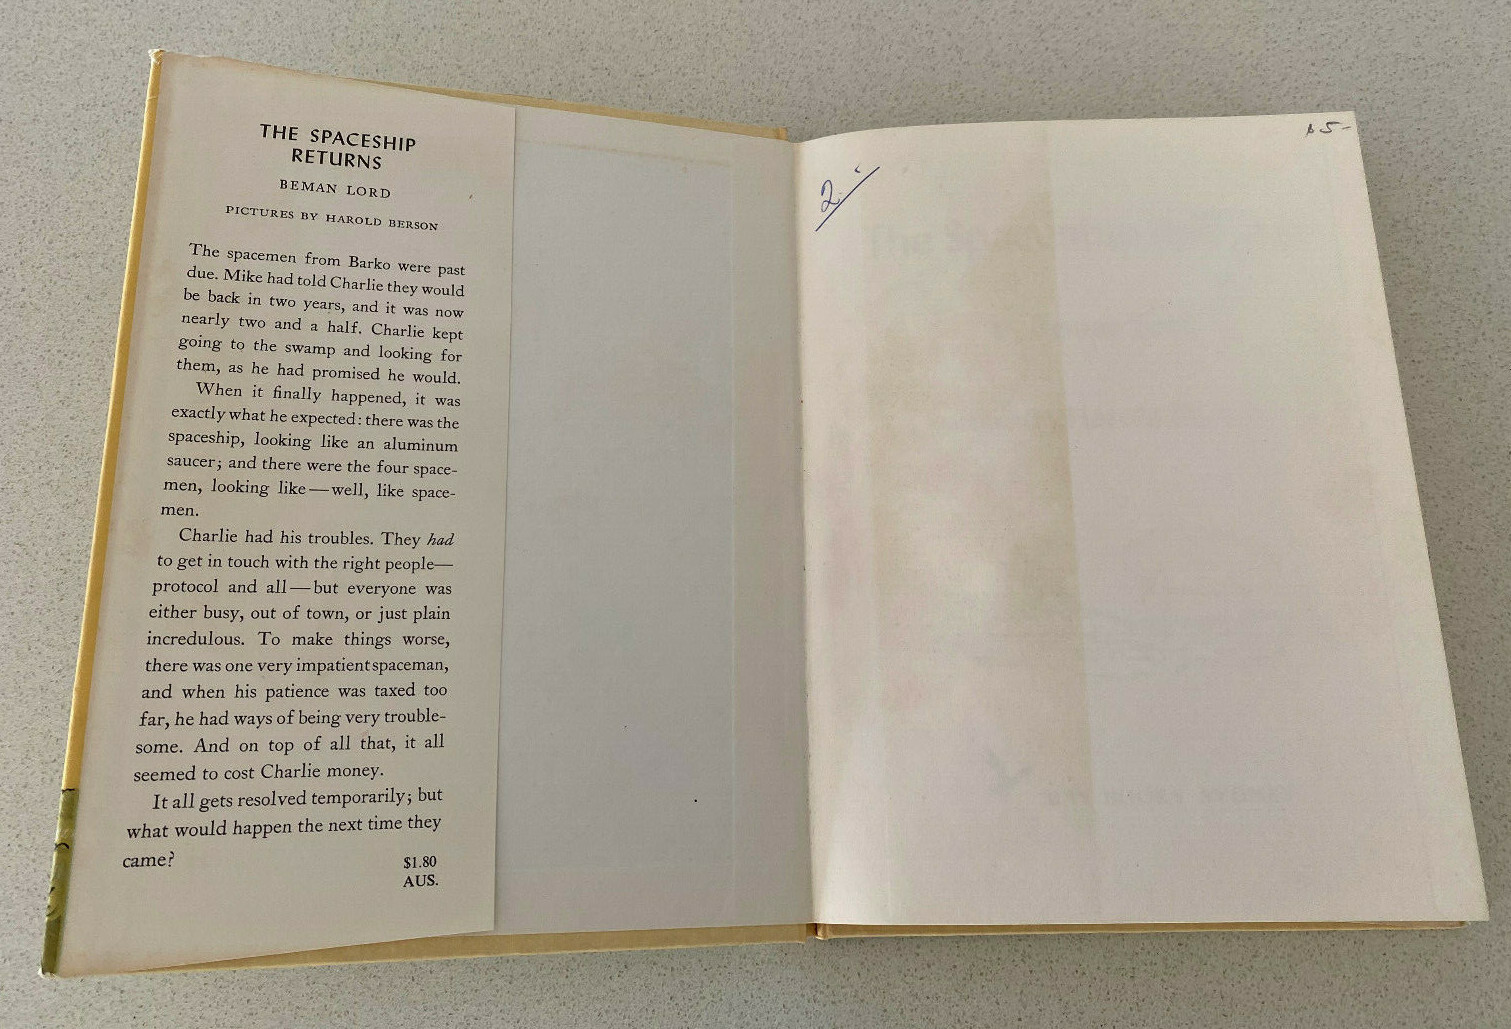 THE SPACESHIP
RETURNS
BEMAN LORD
PICTURES BY HAROLD BERSON
The spacemen from Barko were past
due. Mike had told Charlie they would
be back in two years, and it was now
nearly two and a half. Charlie kept
going to the swamp and looking for
them, as he had promised he would.
When it finally happened, it was
exactly what he expected: there was the
spaceship, looking like an aluminum
saucer; and there were the four space-
men, looking like—well, like space-
men.
Charlie had his troubles. They had
to get in touch with the right people—
protocol and all—but everyone was
either busy, out of town, or just plain
incredulous. To make things worse,
there was one very impatient spaceman,
and when his patience was taxed too
far, he had ways of being very trouble-
some. And on top of all that, it all
seemed to cost Charlie money.
It all gets resolved temporarily; but
what would happen the next time they
came?
$1.80
AUS.
2
$5-